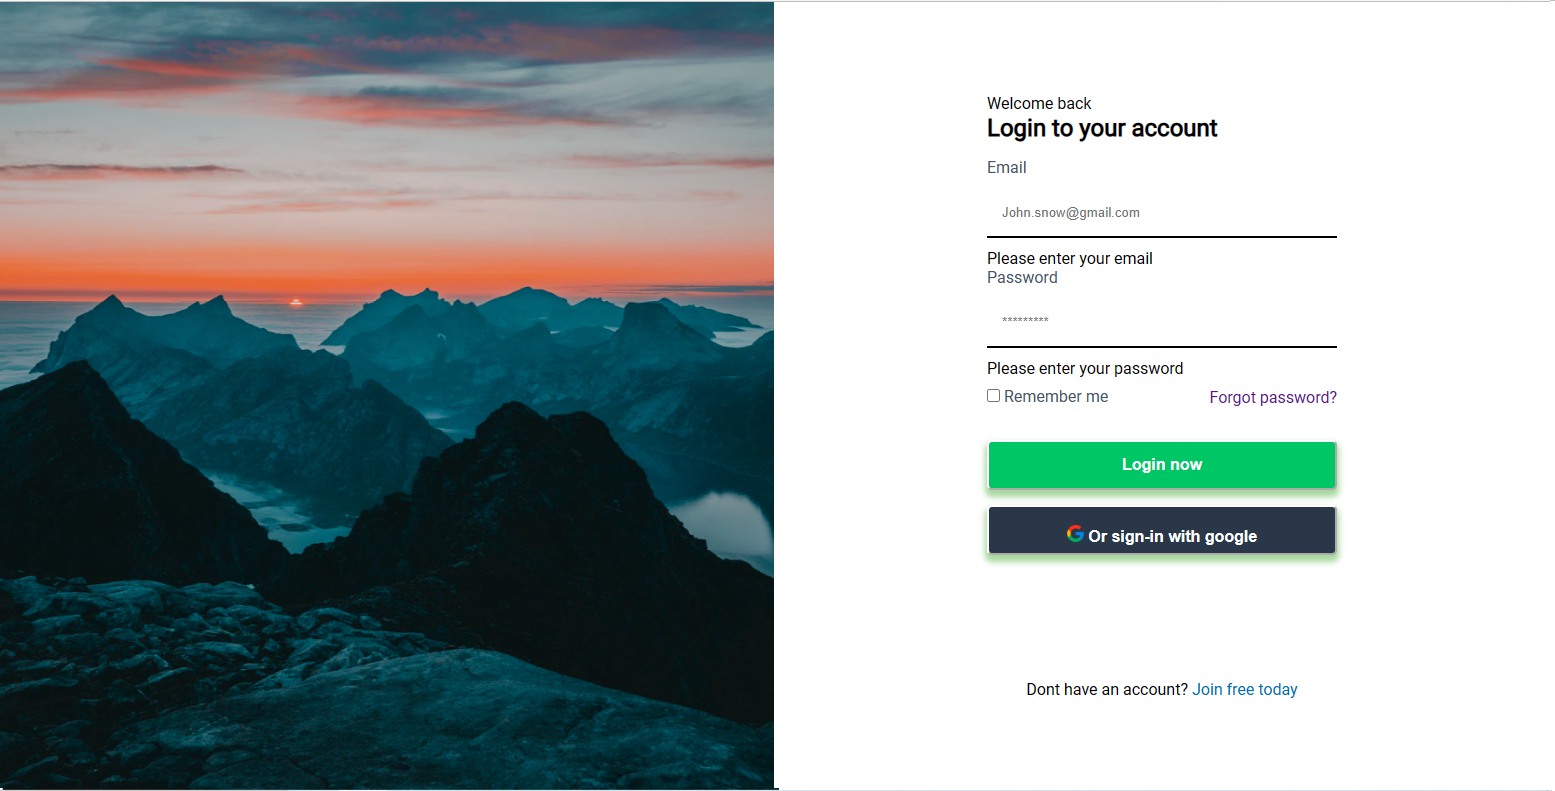 Welcome back
Login to your account
Email
John.snow@gmail.com
Please enter your email
Password
*********
Please enter your password
Remember me Forgot password?
Login now
Or sign-in with google
Dont have an account? Join free today